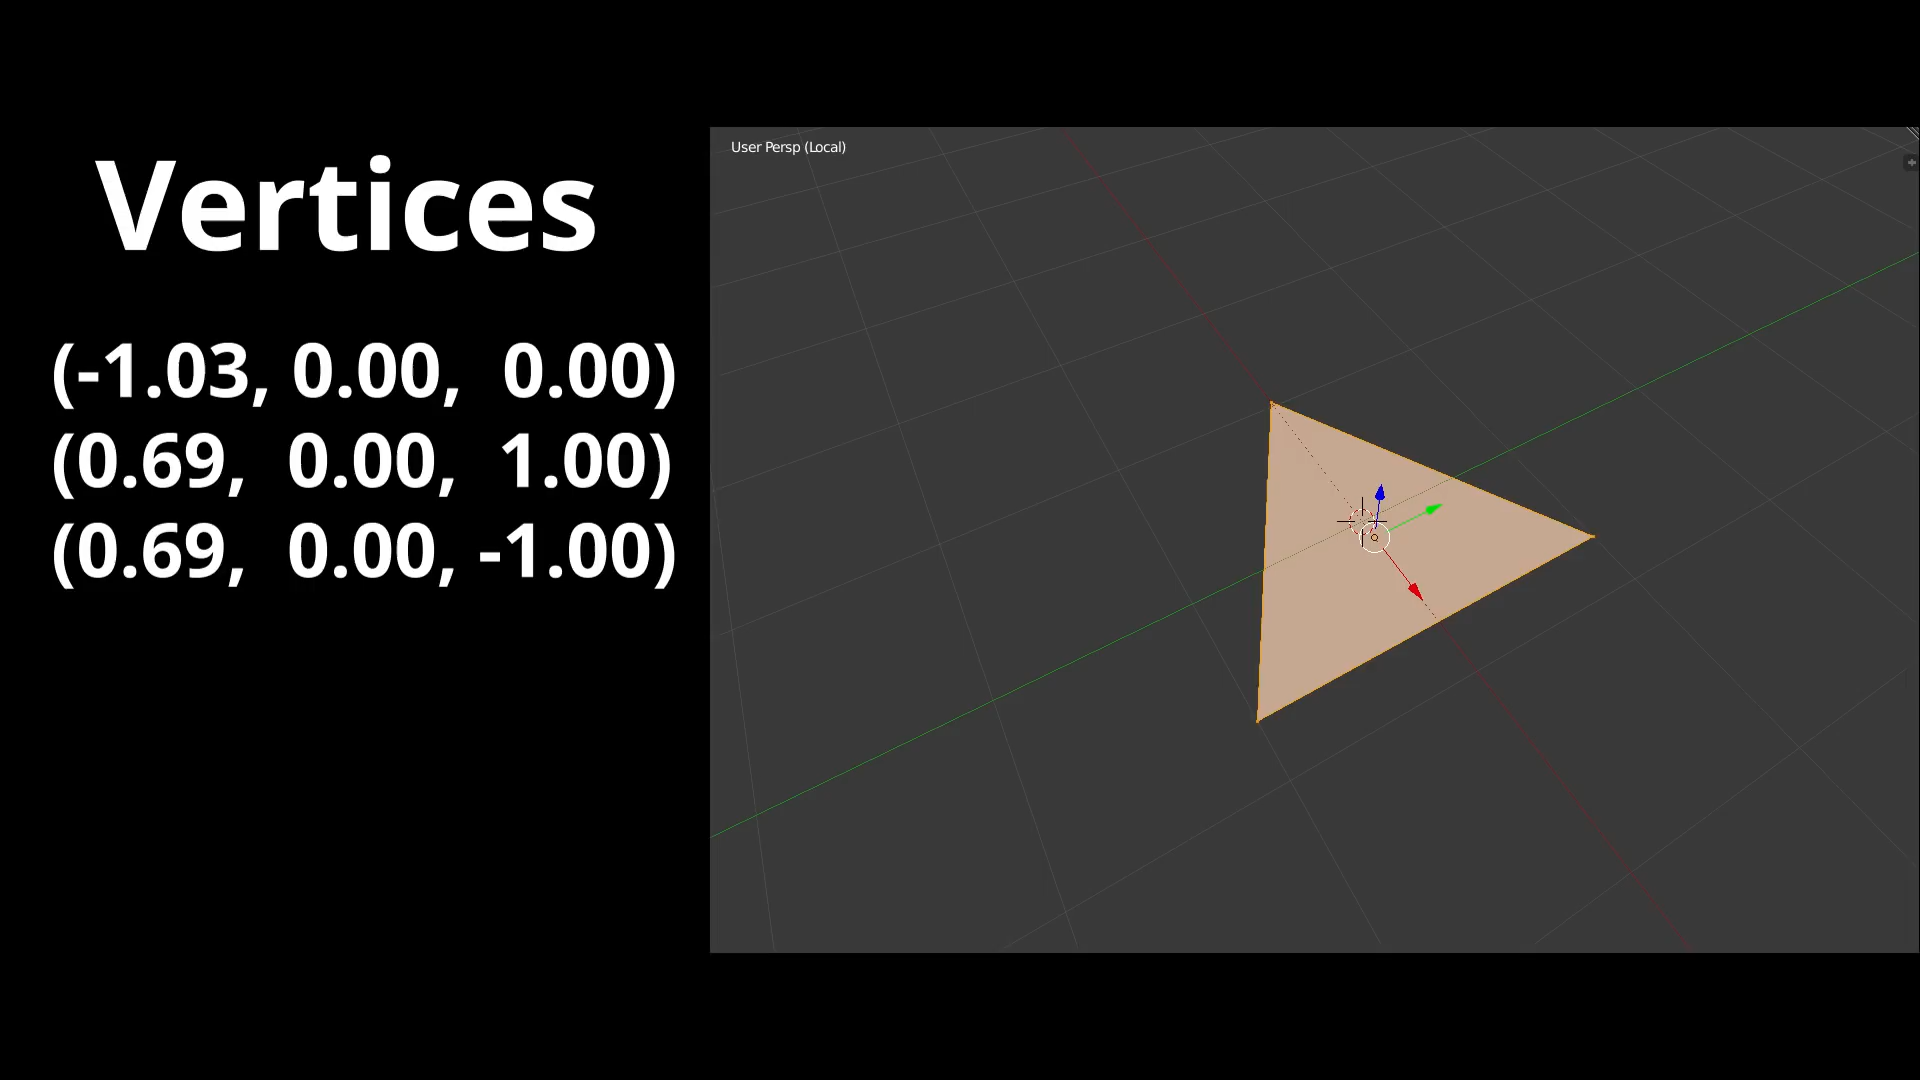 Vertices
(-1.03, 0.00, 0.00)
(0.69, 0.00, 1.00)
(0.69, 0.00, -1.00)
User Persp (Local)